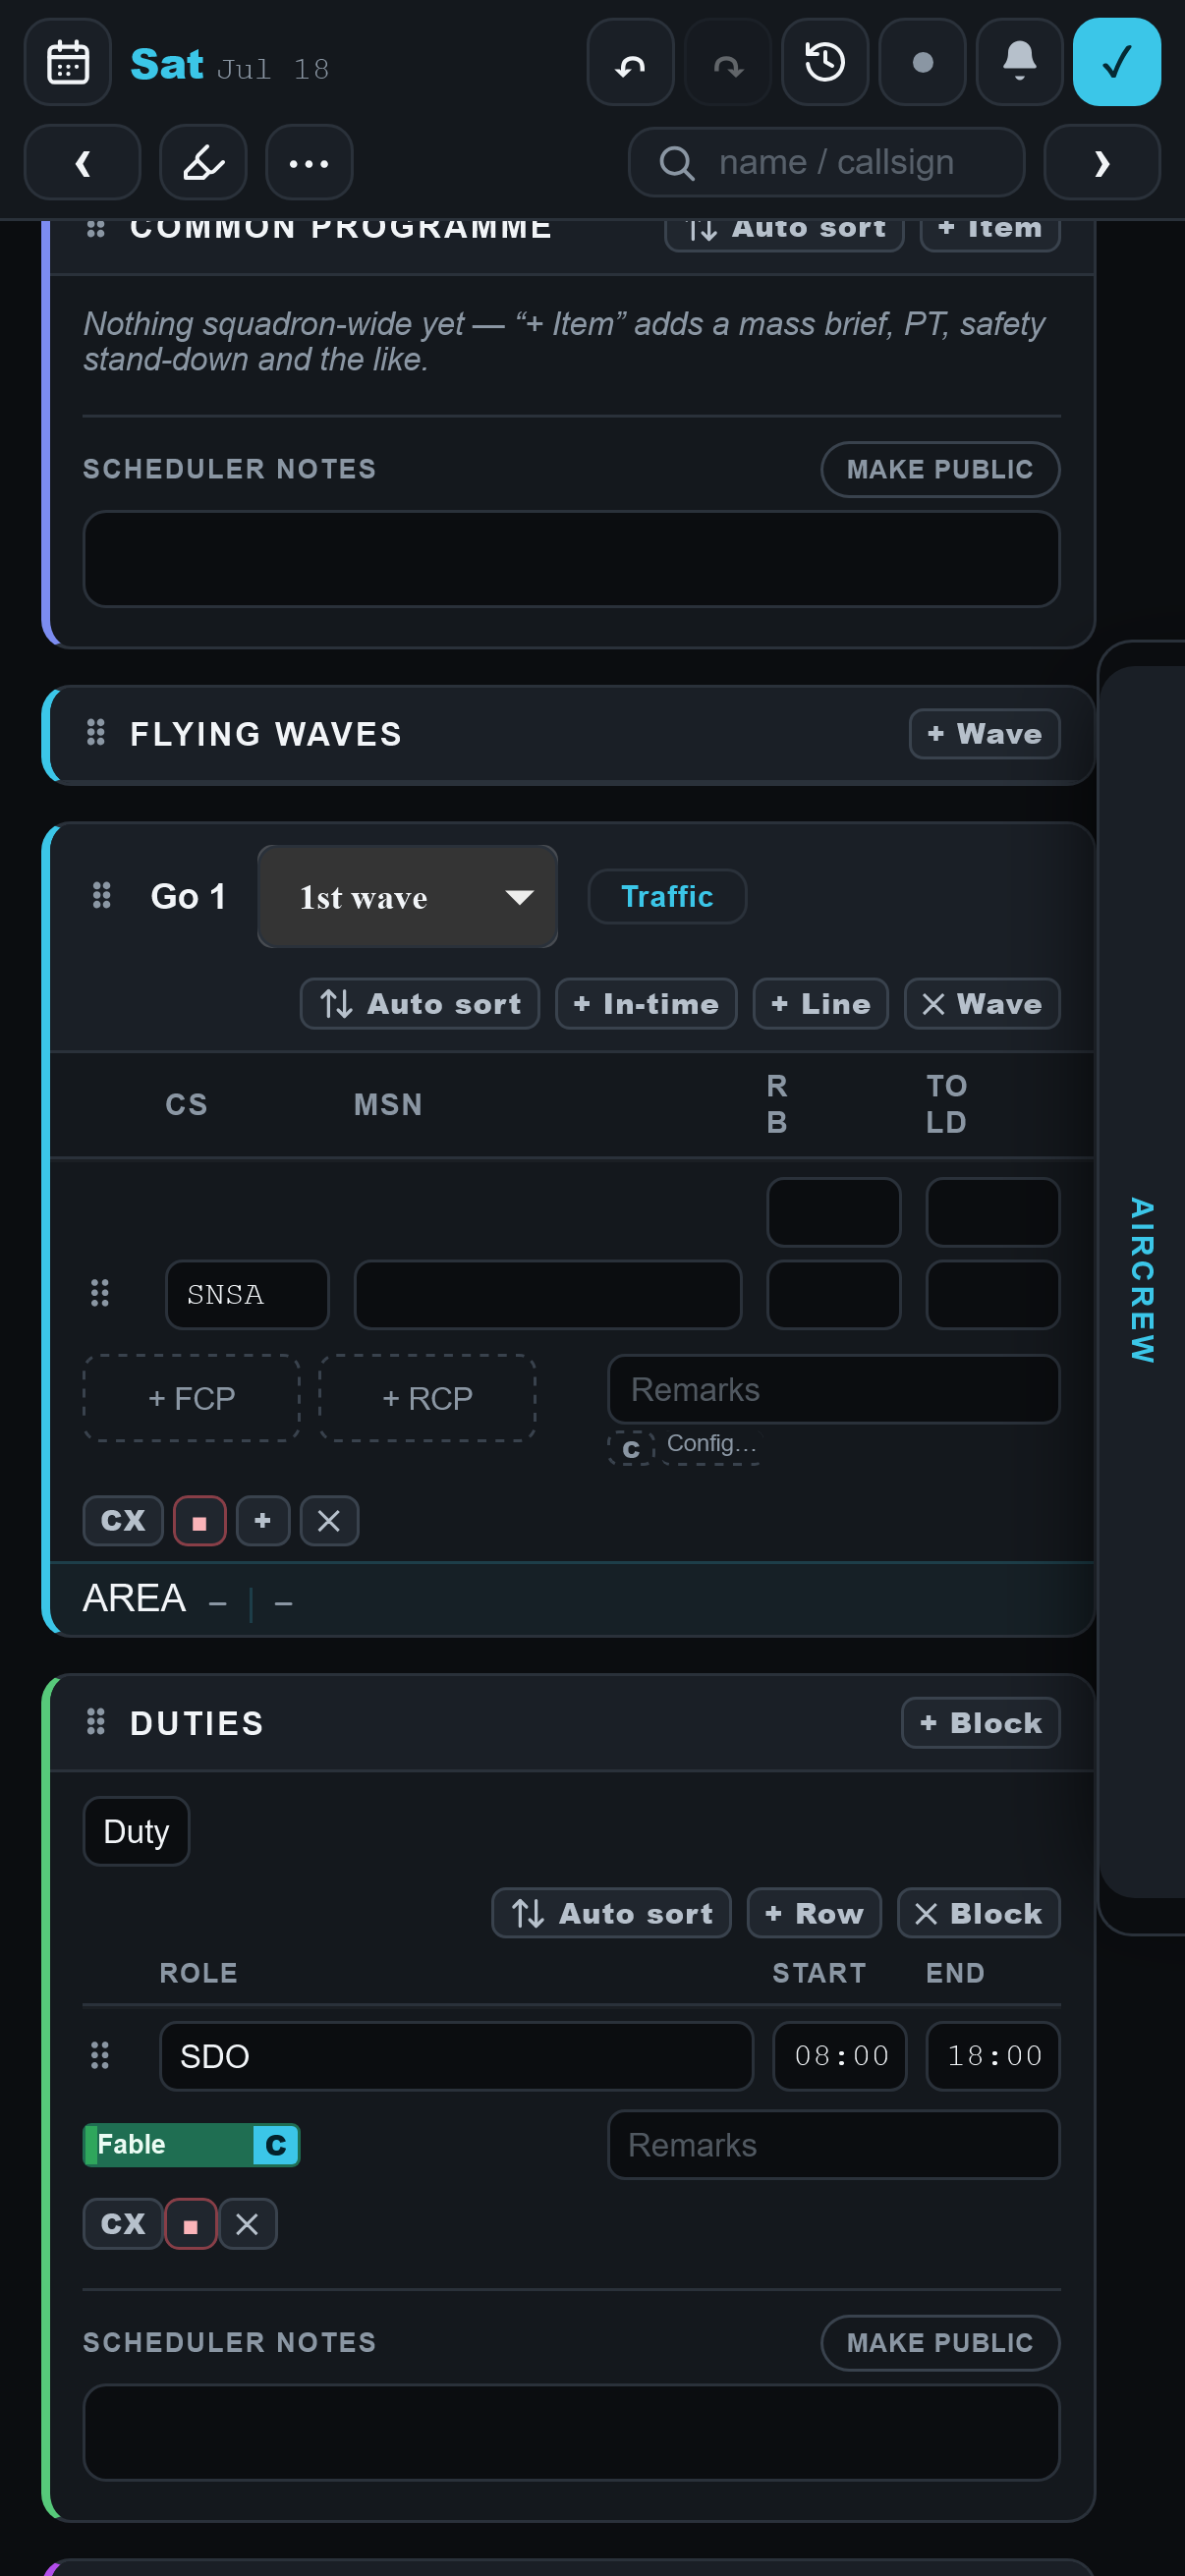 Sat Jul 18
✓
‹
...
name / callsign
›
COMMON PROGRAMME
Auto sort
+ Item
Nothing squadron-wide yet — “+ Item” adds a mass brief, PT, safety
stand-down and the like.
SCHEDULER NOTES
MAKE PUBLIC
FLYING WAVES
+ Wave
Go 1
1st wave
Traffic
Auto sort
+ In-time
+ Line
× Wave
CS
MSN
R
B
TO
LD
SNSA
+ FCP
+ RCP
Remarks
C
Config...
CX
+
×
AREA – | –
AIRCREW
DUTIES
+ Block
Duty
Auto sort
+ Row
× Block
ROLE
START
END
SDO
08:00
18:00
Fable
C
Remarks
CX
×
SCHEDULER NOTES
MAKE PUBLIC